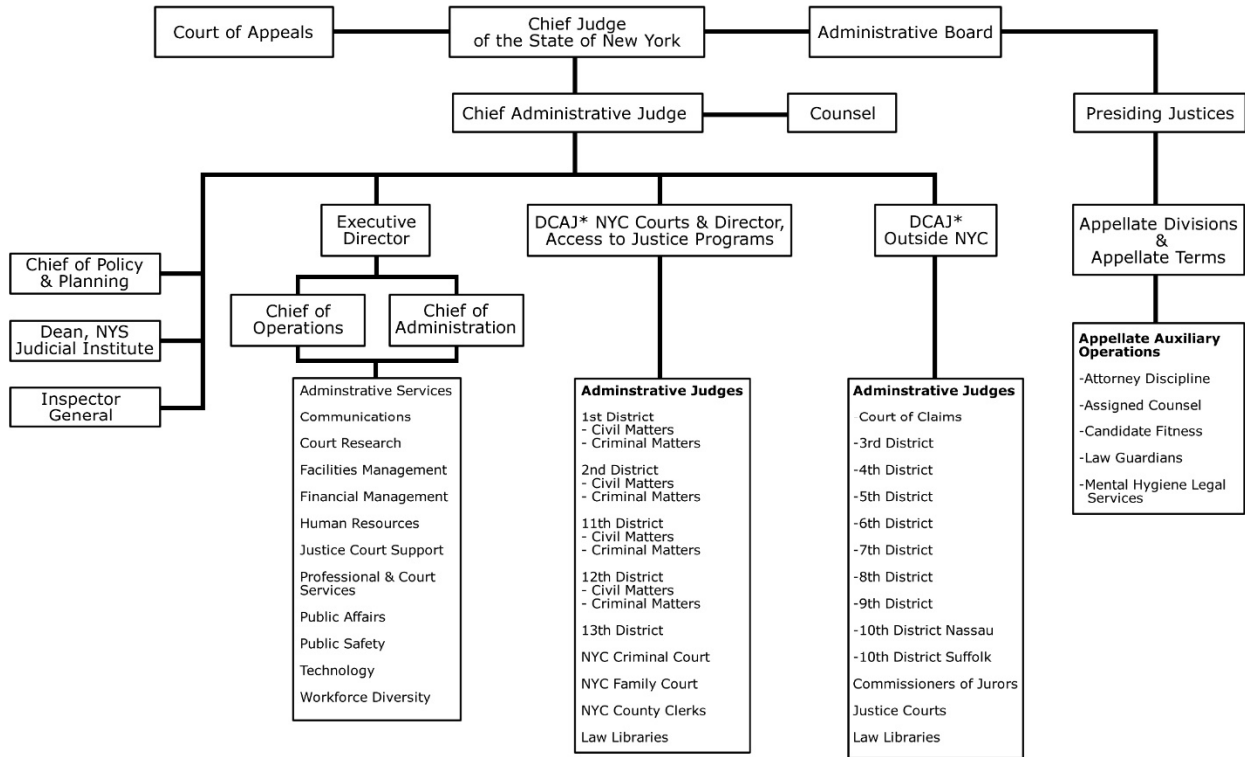 Court of Appeals
Chief Judge
of the State of New York
Administrative Board
Chief Administrative Judge
Counsel
Presiding Justices
Executive
Director
DCAJ* NYC Courts & Director,
Access to Justice Programs
DCAJ*
Outside NYC
Appellate Divisions
&
Appellate Terms
Chief of Policy
& Planning
Dean, NYS
Judicial Institute
Inspector
General
Chief of
Operations
Chief of
Administration
Adminstrative Services
Communications
Court Research
Facilities Management
Financial Management
Human Resources
Justice Court Support
Professional & Court
Services
Public Affairs
Public Safety
Technology
Workforce Diversity
Adminstrative Judges
1st District
- Civil Matters
- Criminal Matters
2nd District
- Civil Matters
- Criminal Matters
11th District
- Civil Matters
- Criminal Matters
12th District
- Civil Matters
- Criminal Matters
13th District
NYC Criminal Court
NYC Family Court
NYC County Clerks
Law Libraries
Adminstrative Judges
-Court of Claims
-3rd District
-4th District
-5th District
-6th District
-7th District
-8th District
-9th District
-10th District Nassau
-10th District Suffolk
Commissioners of Jurors
Justice Courts
Law Libraries
Appellate Auxiliary
Operations
-Attorney Discipline
-Assigned Counsel
-Candidate Fitness
-Law Guardians
-Mental Hygiene Legal
Services